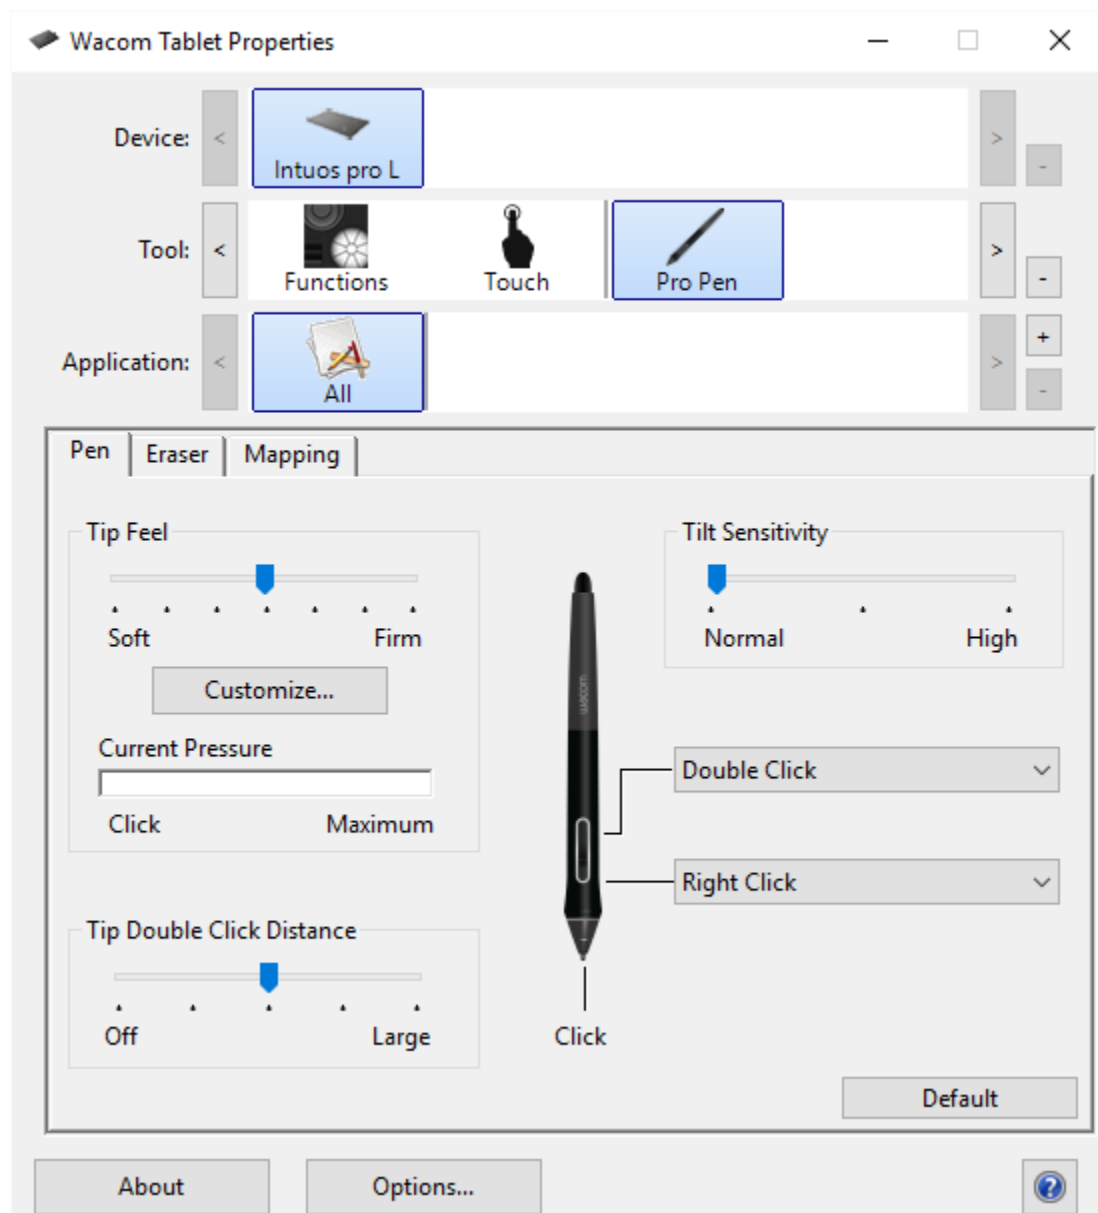 Wacom Tablet Properties
Device:
<
Intuos pro L
>
-
Tool:
<
Functions
Touch
Pro Pen
>
-
Application:
<
All
>
+
-
Pen
Eraser
Mapping
Tip Feel
Soft
Firm
Customize...
Current Pressure
Click
Maximum
Tip Double Click Distance
Off
Large
wacom
Click
Tilt Sensitivity
Normal
High
Double Click
Right Click
Default
About
Options...
?